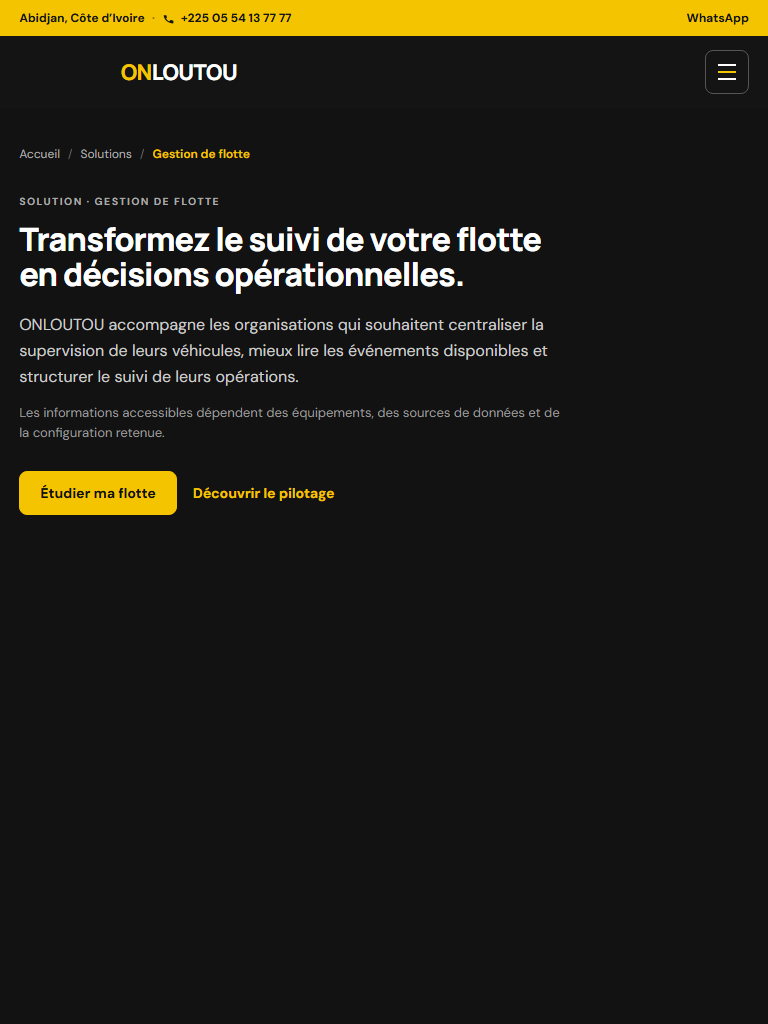 Abidjan, Côte d’Ivoire · +225 05 54 13 77 77 WhatsApp
ONLOUTOU
Accueil / Solutions / Gestion de flotte
SOLUTION · GESTION DE FLOTTE
Transformez le suivi de votre flotte
en décisions opérationnelles.
ONLOUTOU accompagne les organisations qui souhaitent centraliser la
supervision de leurs véhicules, mieux lire les événements disponibles et
structurer le suivi de leurs opérations.
Les informations accessibles dépendent des équipements, des sources de données et de
la configuration retenue.
Étudier ma flotte Découvrir le pilotage